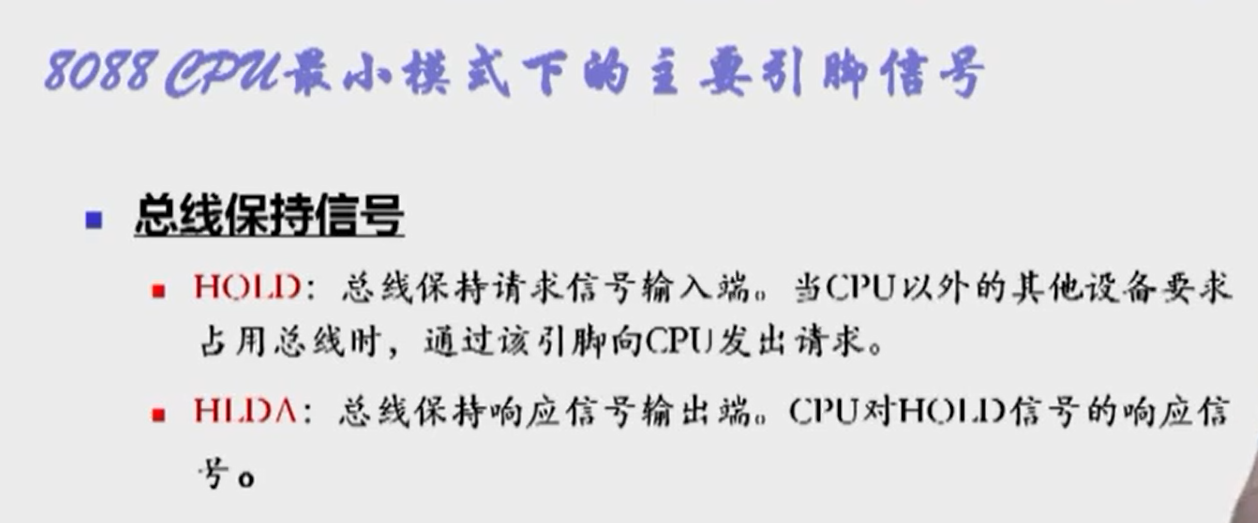 8088 CPU最小模式下的主要引脚信号
总线保持信号
HOLD：总线保持请求信号输入端。当CPU以外的其他设备要求
占用总线时，通过该引脚向CPU发出请求。
HLDA：总线保持响应信号输出端。CPU对HOLD信号的响应信
号。